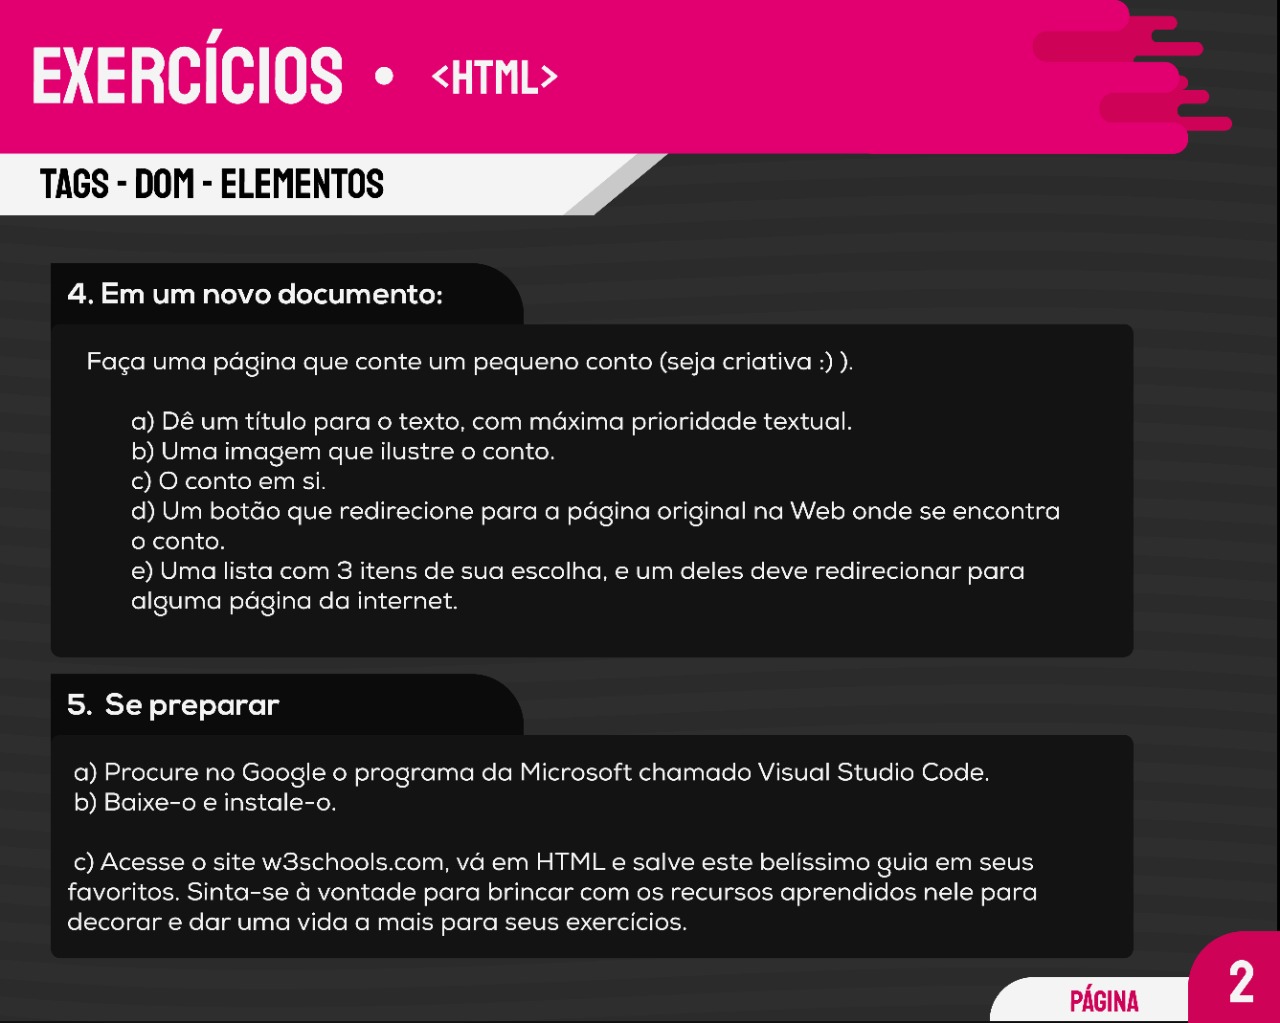 EXERCÍCIOS • <HTML>
TAGS - DOM - ELEMENTOS
4. Em um novo documento:
Faça uma página que conte um pequeno conto (seja criativa :) ).
a) Dê um título para o texto, com máxima prioridade textual.
b) Uma imagem que ilustre o conto.
c) O conto em si.
d) Um botão que redirecione para a página original na Web onde se encontra
o conto.
e) Uma lista com 3 itens de sua escolha, e um deles deve redirecionar para
alguma página da internet.
5. Se preparar
a) Procure no Google o programa da Microsoft chamado Visual Studio Code.
b) Baixe-o e instale-o.
c) Acesse o site w3schools.com, vá em HTML e salve este belíssimo guia em seus
favoritos. Sinta-se à vontade para brincar com os recursos aprendidos nele para
decorar e dar uma vida a mais para seus exercícios.
PÁGINA 2